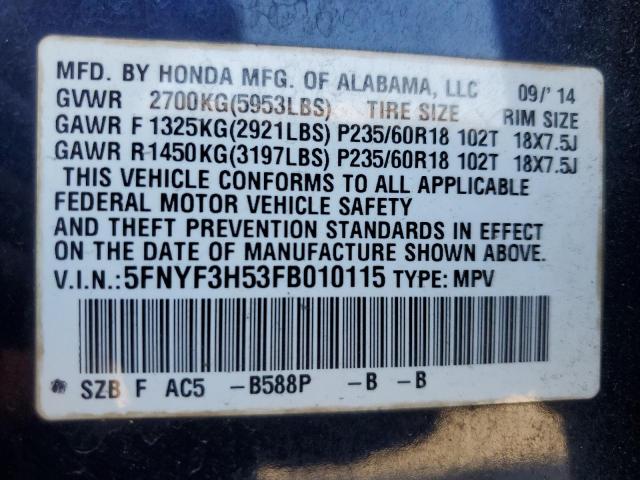 MFD. BY HONDA MFG. OF ALABAMA, LLC 09/'14
GVWR 2700KG(5953LBS) TIRE SIZE RIM SIZE
GAWR F 1325KG(2921LBS) P235/60R18 102T 18X7.5J
GAWR R1450KG(3197LBS) P235/60R18 102T 18X7.5J
THIS VEHICLE CONFORMS TO ALL APPLICABLE
FEDERAL MOTOR VEHICLE SAFETY
AND THEFT PREVENTION STANDARDS IN EFFECT
ON THE DATE OF MANUFACTURE SHOWN ABOVE.
V.I.N.:5FNYF3H53FB010115 TYPE: MPV
* SZB F AC5 -B588P -B -B